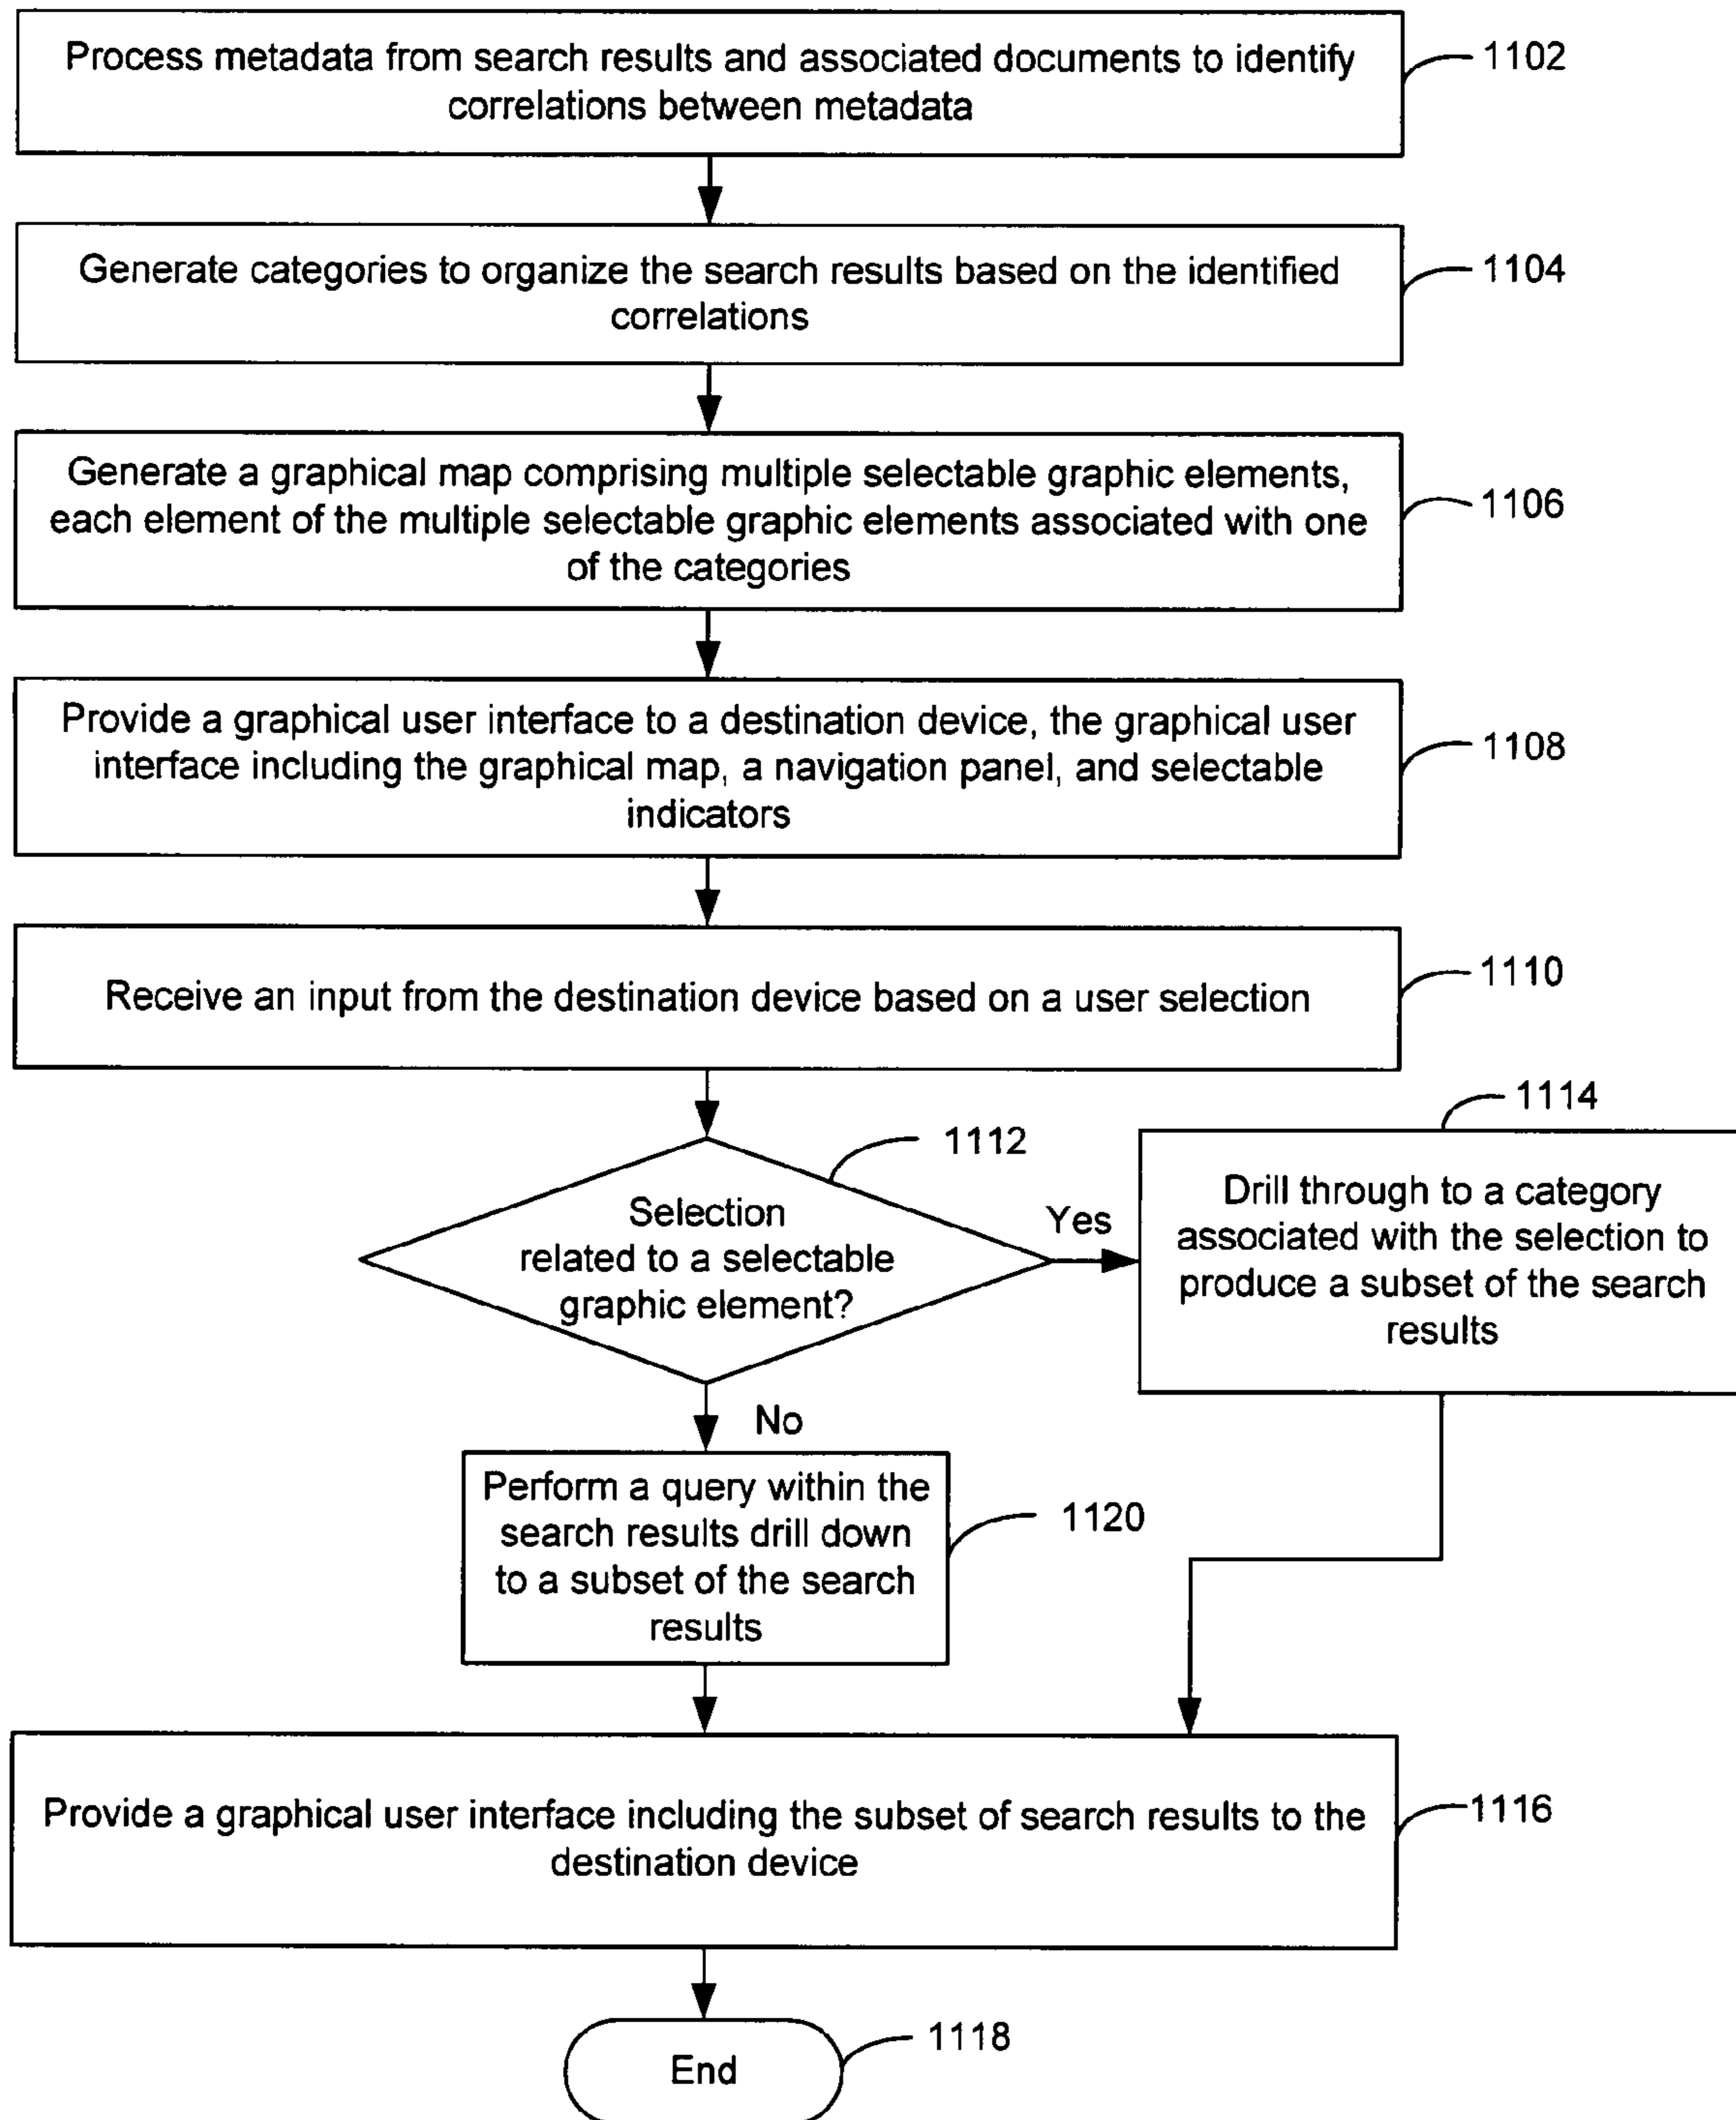 Process metadata from search results and associated documents to identify
correlations between metadata
1102
Generate categories to organize the search results based on the identified
correlations
1104
Generate a graphical map comprising multiple selectable graphic elements,
each element of the multiple selectable graphic elements associated with one
of the categories
1106
Provide a graphical user interface to a destination device, the graphical user
interface including the graphical map, a navigation panel, and selectable
indicators
1108
Receive an input from the destination device based on a user selection
1110
Selection
related to a selectable
graphic element?
1112
Yes
Drill through to a category
associated with the selection to
produce a subset of the search
results
1114
No
Perform a query within the
search results drill down
to a subset of the search
results
1120
Provide a graphical user interface including the subset of search results to the
destination device
1116
End
1118